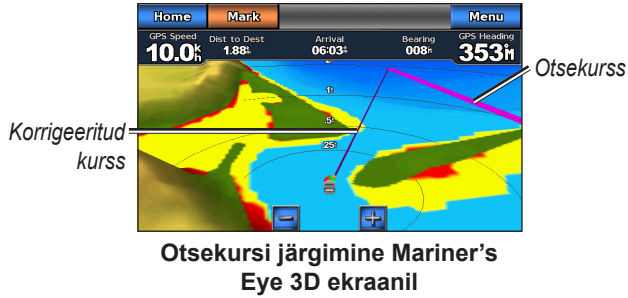 Home Mark Menu
GPS Speed Dist to Dest Arrival Bearing GPS Heading
10.0 1.88 06:03 008 353
Otsekurss
1
.5
Korrigeeritud
kurss
.25
Otsekursi järgimine Mariner's
Eye 3D ekraanil